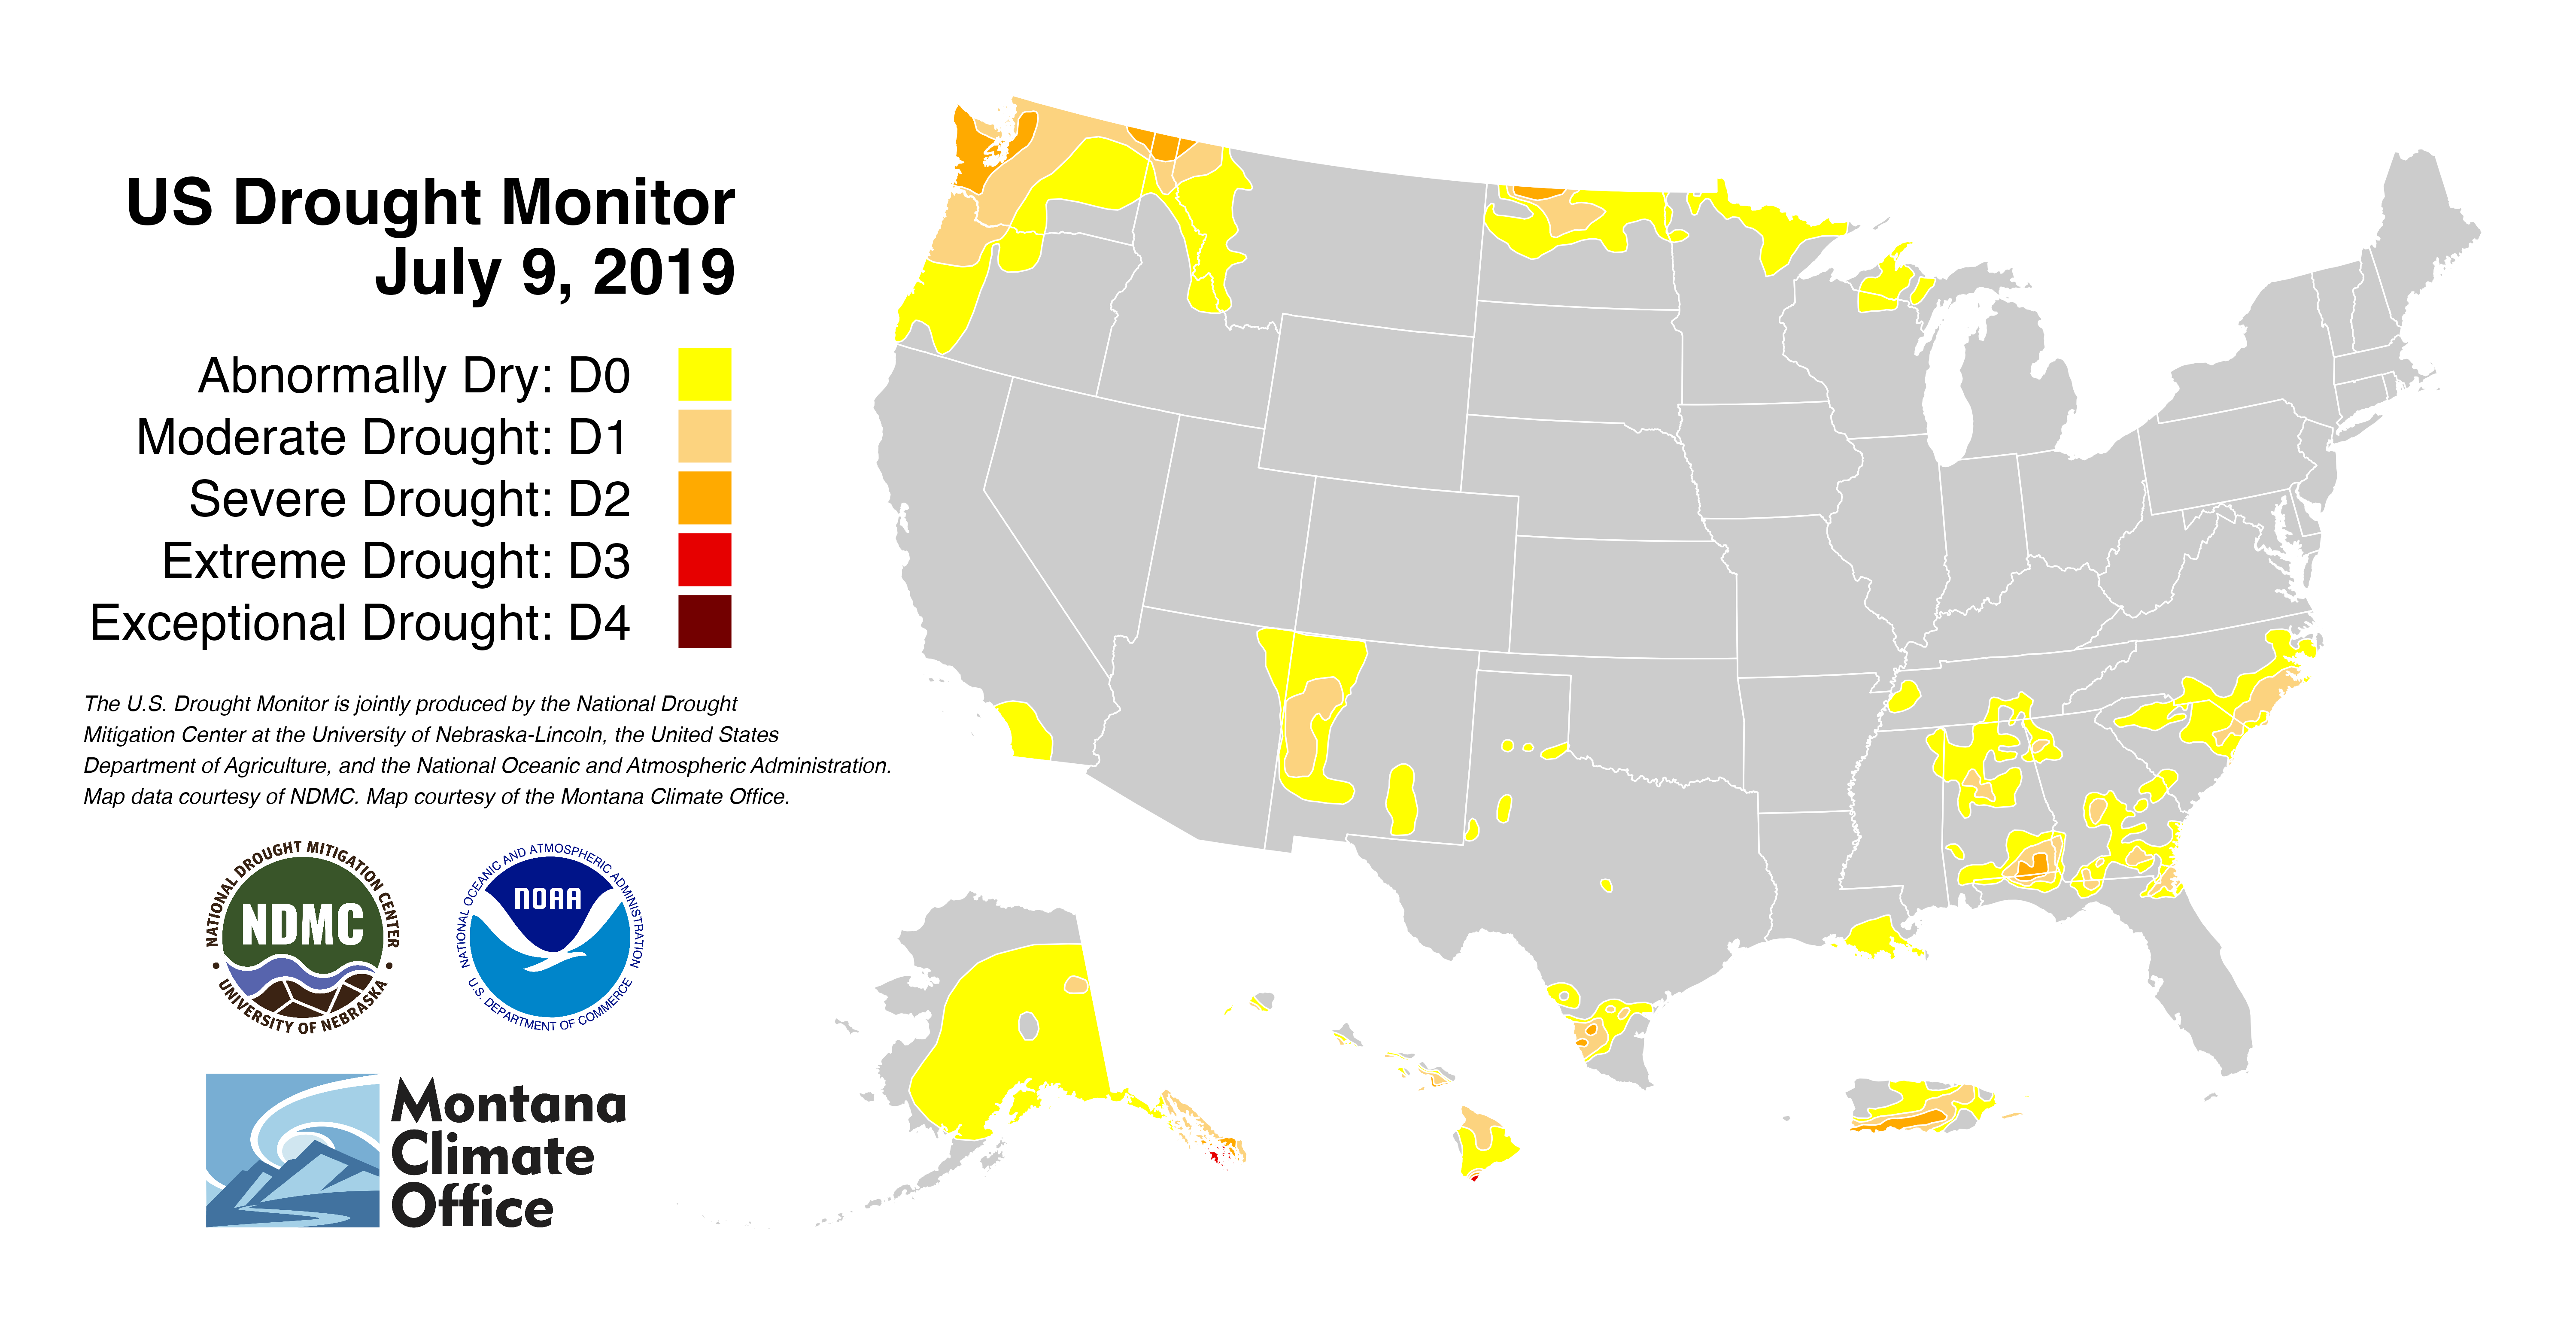 US Drought Monitor
July 9, 2019
Abnormally Dry: D0
Moderate Drought: D1
Severe Drought: D2
Extreme Drought: D3
Exceptional Drought: D4
The U.S. Drought Monitor is jointly produced by the National Drought
Mitigation Center at the University of Nebraska-Lincoln, the United States
Department of Agriculture, and the National Oceanic and Atmospheric Administration.
Map data courtesy of NDMC. Map courtesy of the Montana Climate Office.
NATIONAL DROUGHT MITIGATION CENTER
NDMC
• UNIVERSITY OF NEBRASKA •
NATIONAL OCEANIC AND ATMOSPHERIC ADMINISTRATION
NOAA
U.S. DEPARTMENT OF COMMERCE
Montana
Climate
Office